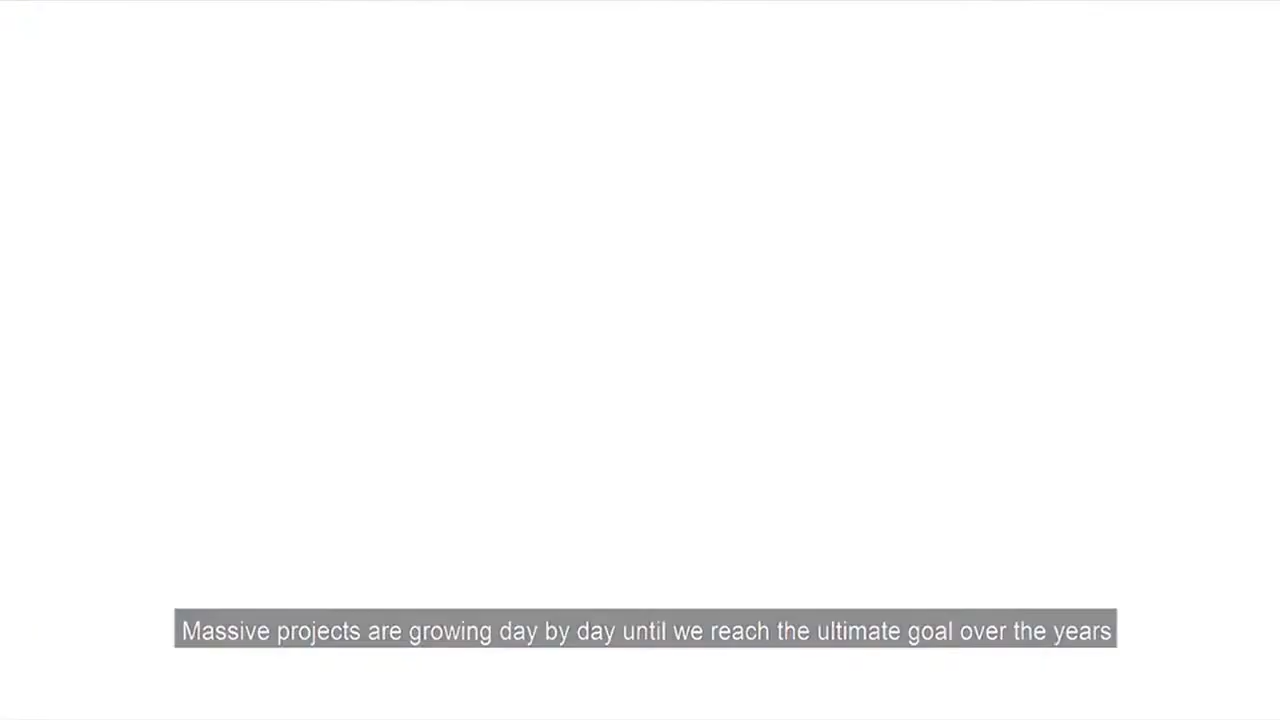 Massive projects are growing day by day until we reach the ultimate goal over the years